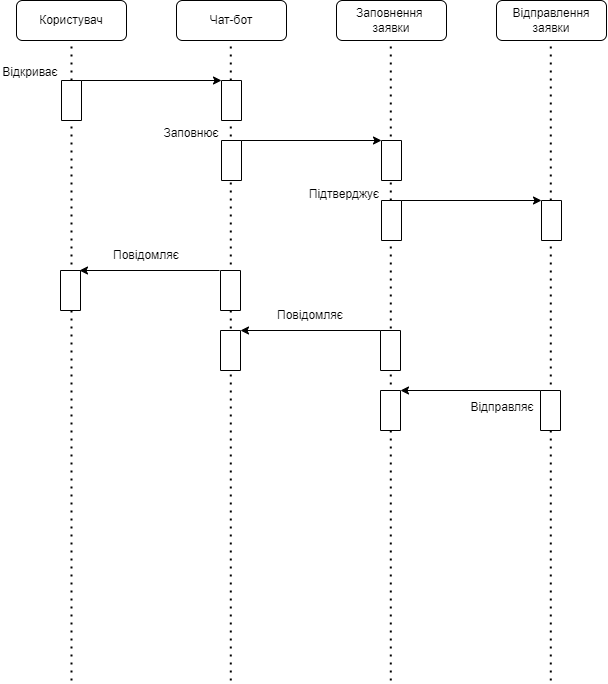 Користувач
Чат-бот
Заповнення
заявки
Відправлення
заявки
Відкриває
Заповнює
Підтверджує
Повідомляє
Повідомляє
Відправляє